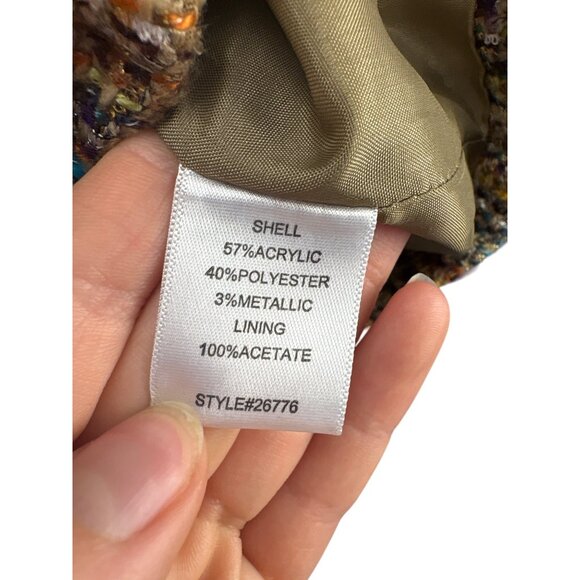 SHELL
57%ACRYLIC
40%POLYESTER
3%METALLIC
LINING
100%ACETATE
STYLE#26776